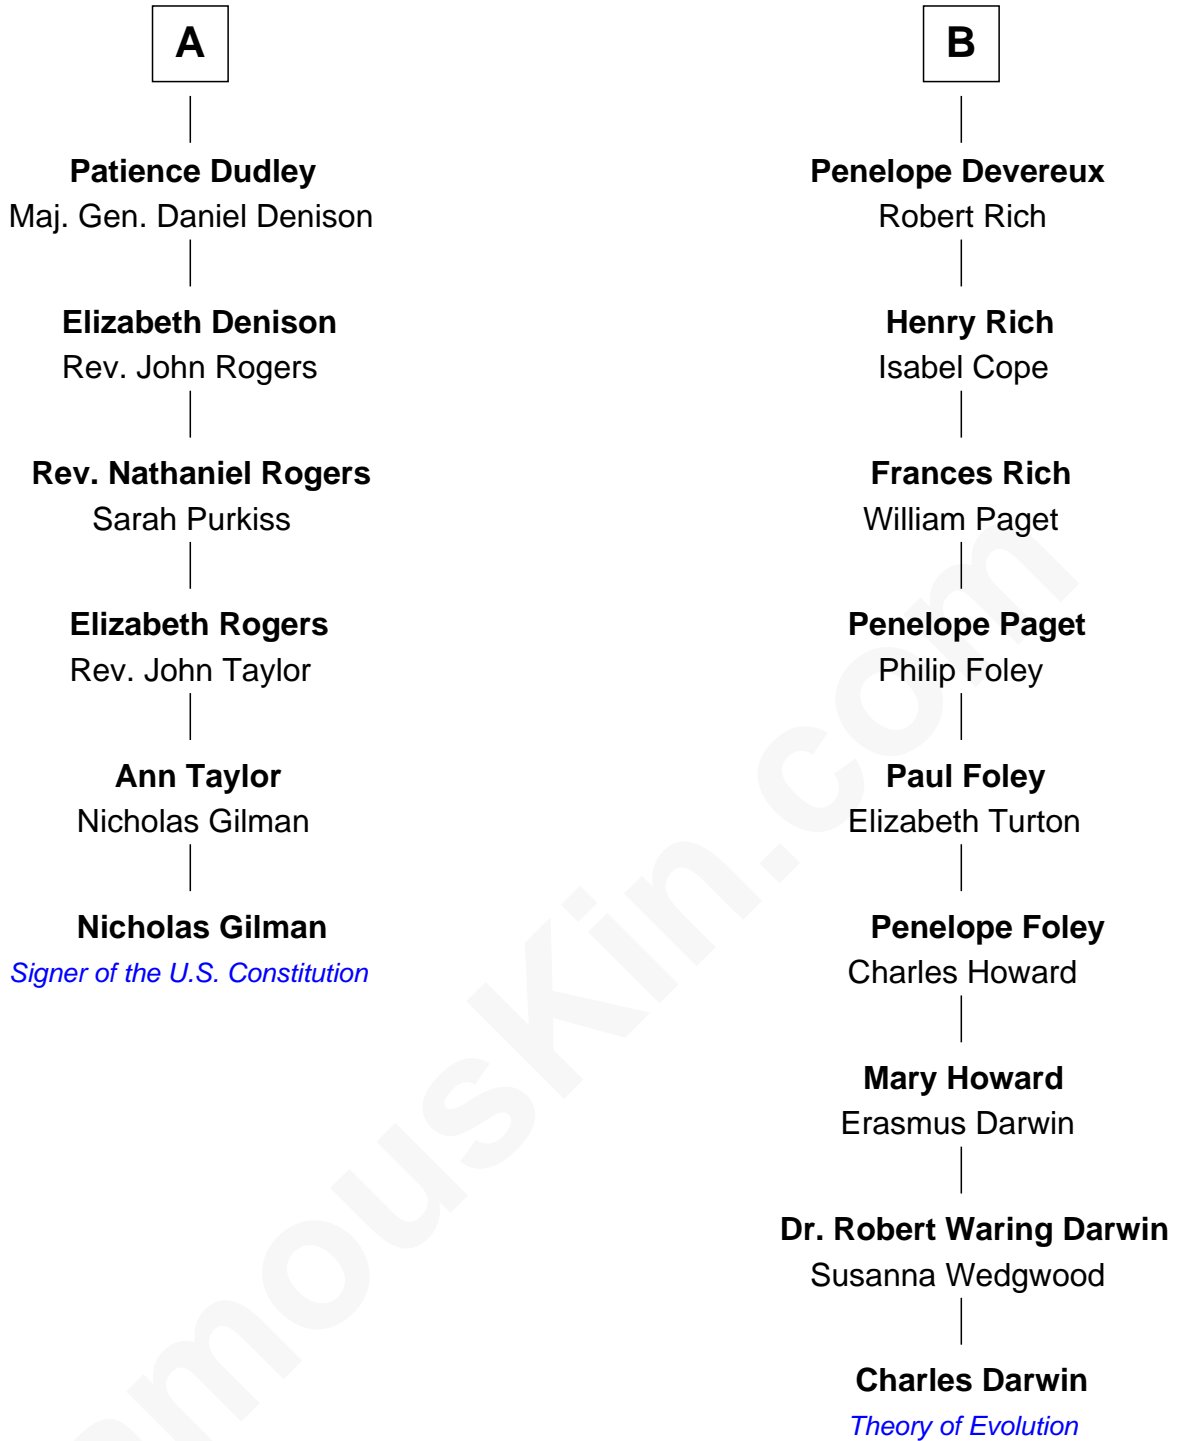 A
Patience Dudley
Maj. Gen. Daniel Denison
Elizabeth Denison
Rev. John Rogers
Rev. Nathaniel Rogers
Sarah Purkiss
Elizabeth Rogers
Rev. John Taylor
Ann Taylor
Nicholas Gilman
Nicholas Gilman
Signer of the U.S. Constitution
B
Penelope Devereux
Robert Rich
Henry Rich
Isabel Cope
Frances Rich
William Paget
Penelope Paget
Philip Foley
Paul Foley
Elizabeth Turton
Penelope Foley
Charles Howard
Mary Howard
Erasmus Darwin
Dr. Robert Waring Darwin
Susanna Wedgwood
Charles Darwin
Theory of Evolution
amouskin.com